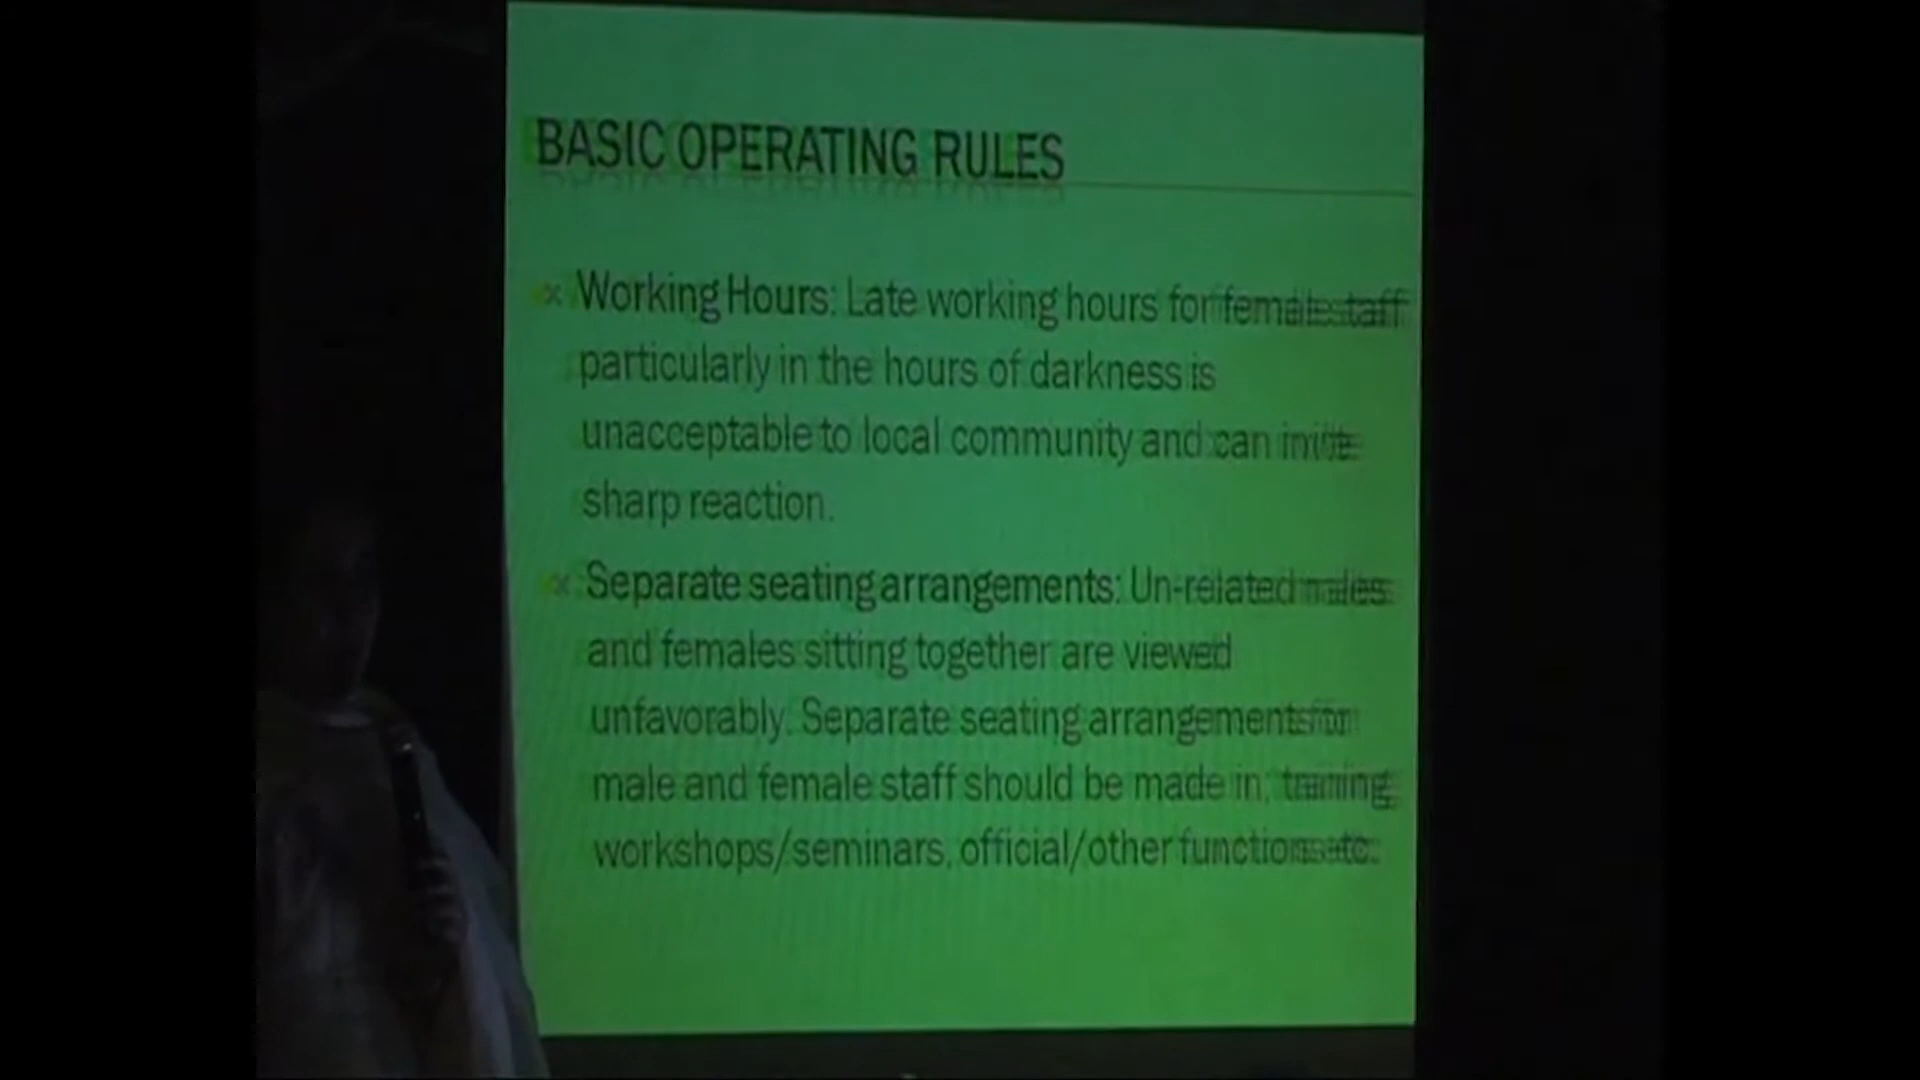 BASIC OPERATING RULES
Working Hours: Late working hours for female staff
particularly in the hours of darkness is
unacceptable to local community and can invite
sharp reaction.
Separate seating arrangements: Un-related males
and females sitting together are viewed
unfavorably. Separate seating arrangements for
male and female staff should be made in, training,
workshops/seminars, official/other functions etc.